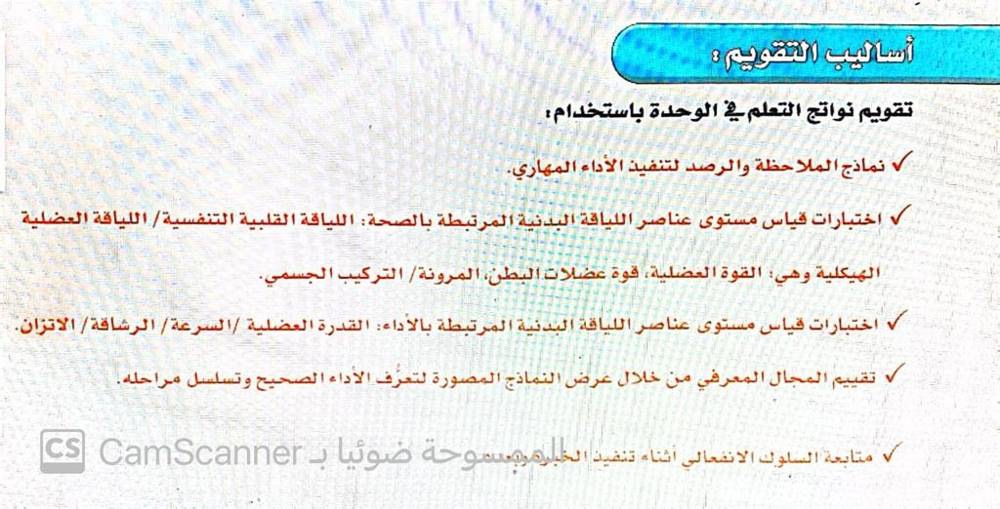 أساليب التقويم :
تقويم نواتج التعلم في الوحدة باستخدام:
✓ نماذج الملاحظة والرصد لتنفيذ الأداء المهاري.
✓ اختبارات قياس مستوى عناصر اللياقة البدنية المرتبطة بالصحة: اللياقة القلبية التنفسية/ اللياقة العضلية
الهيكلية وهي: القوة العضلية، قوة عضلات البطن، المرونة/ التركيب الجسمي.
✓ اختبارات قياس مستوى عناصر اللياقة البدنية المرتبطة بالأداء: القدرة العضلية /السرعة/ الرشاقة/ الاتزان.
✓ تقييم المجال المعرفي من خلال عرض النماذج المصورة لتعرُّف الأداء الصحيح وتسلسل مراحله.
✓ متابعة السلوك الانفعالي أثناء تنفيذ
الممسوحة ضوئيا بـ CamScanner
CS